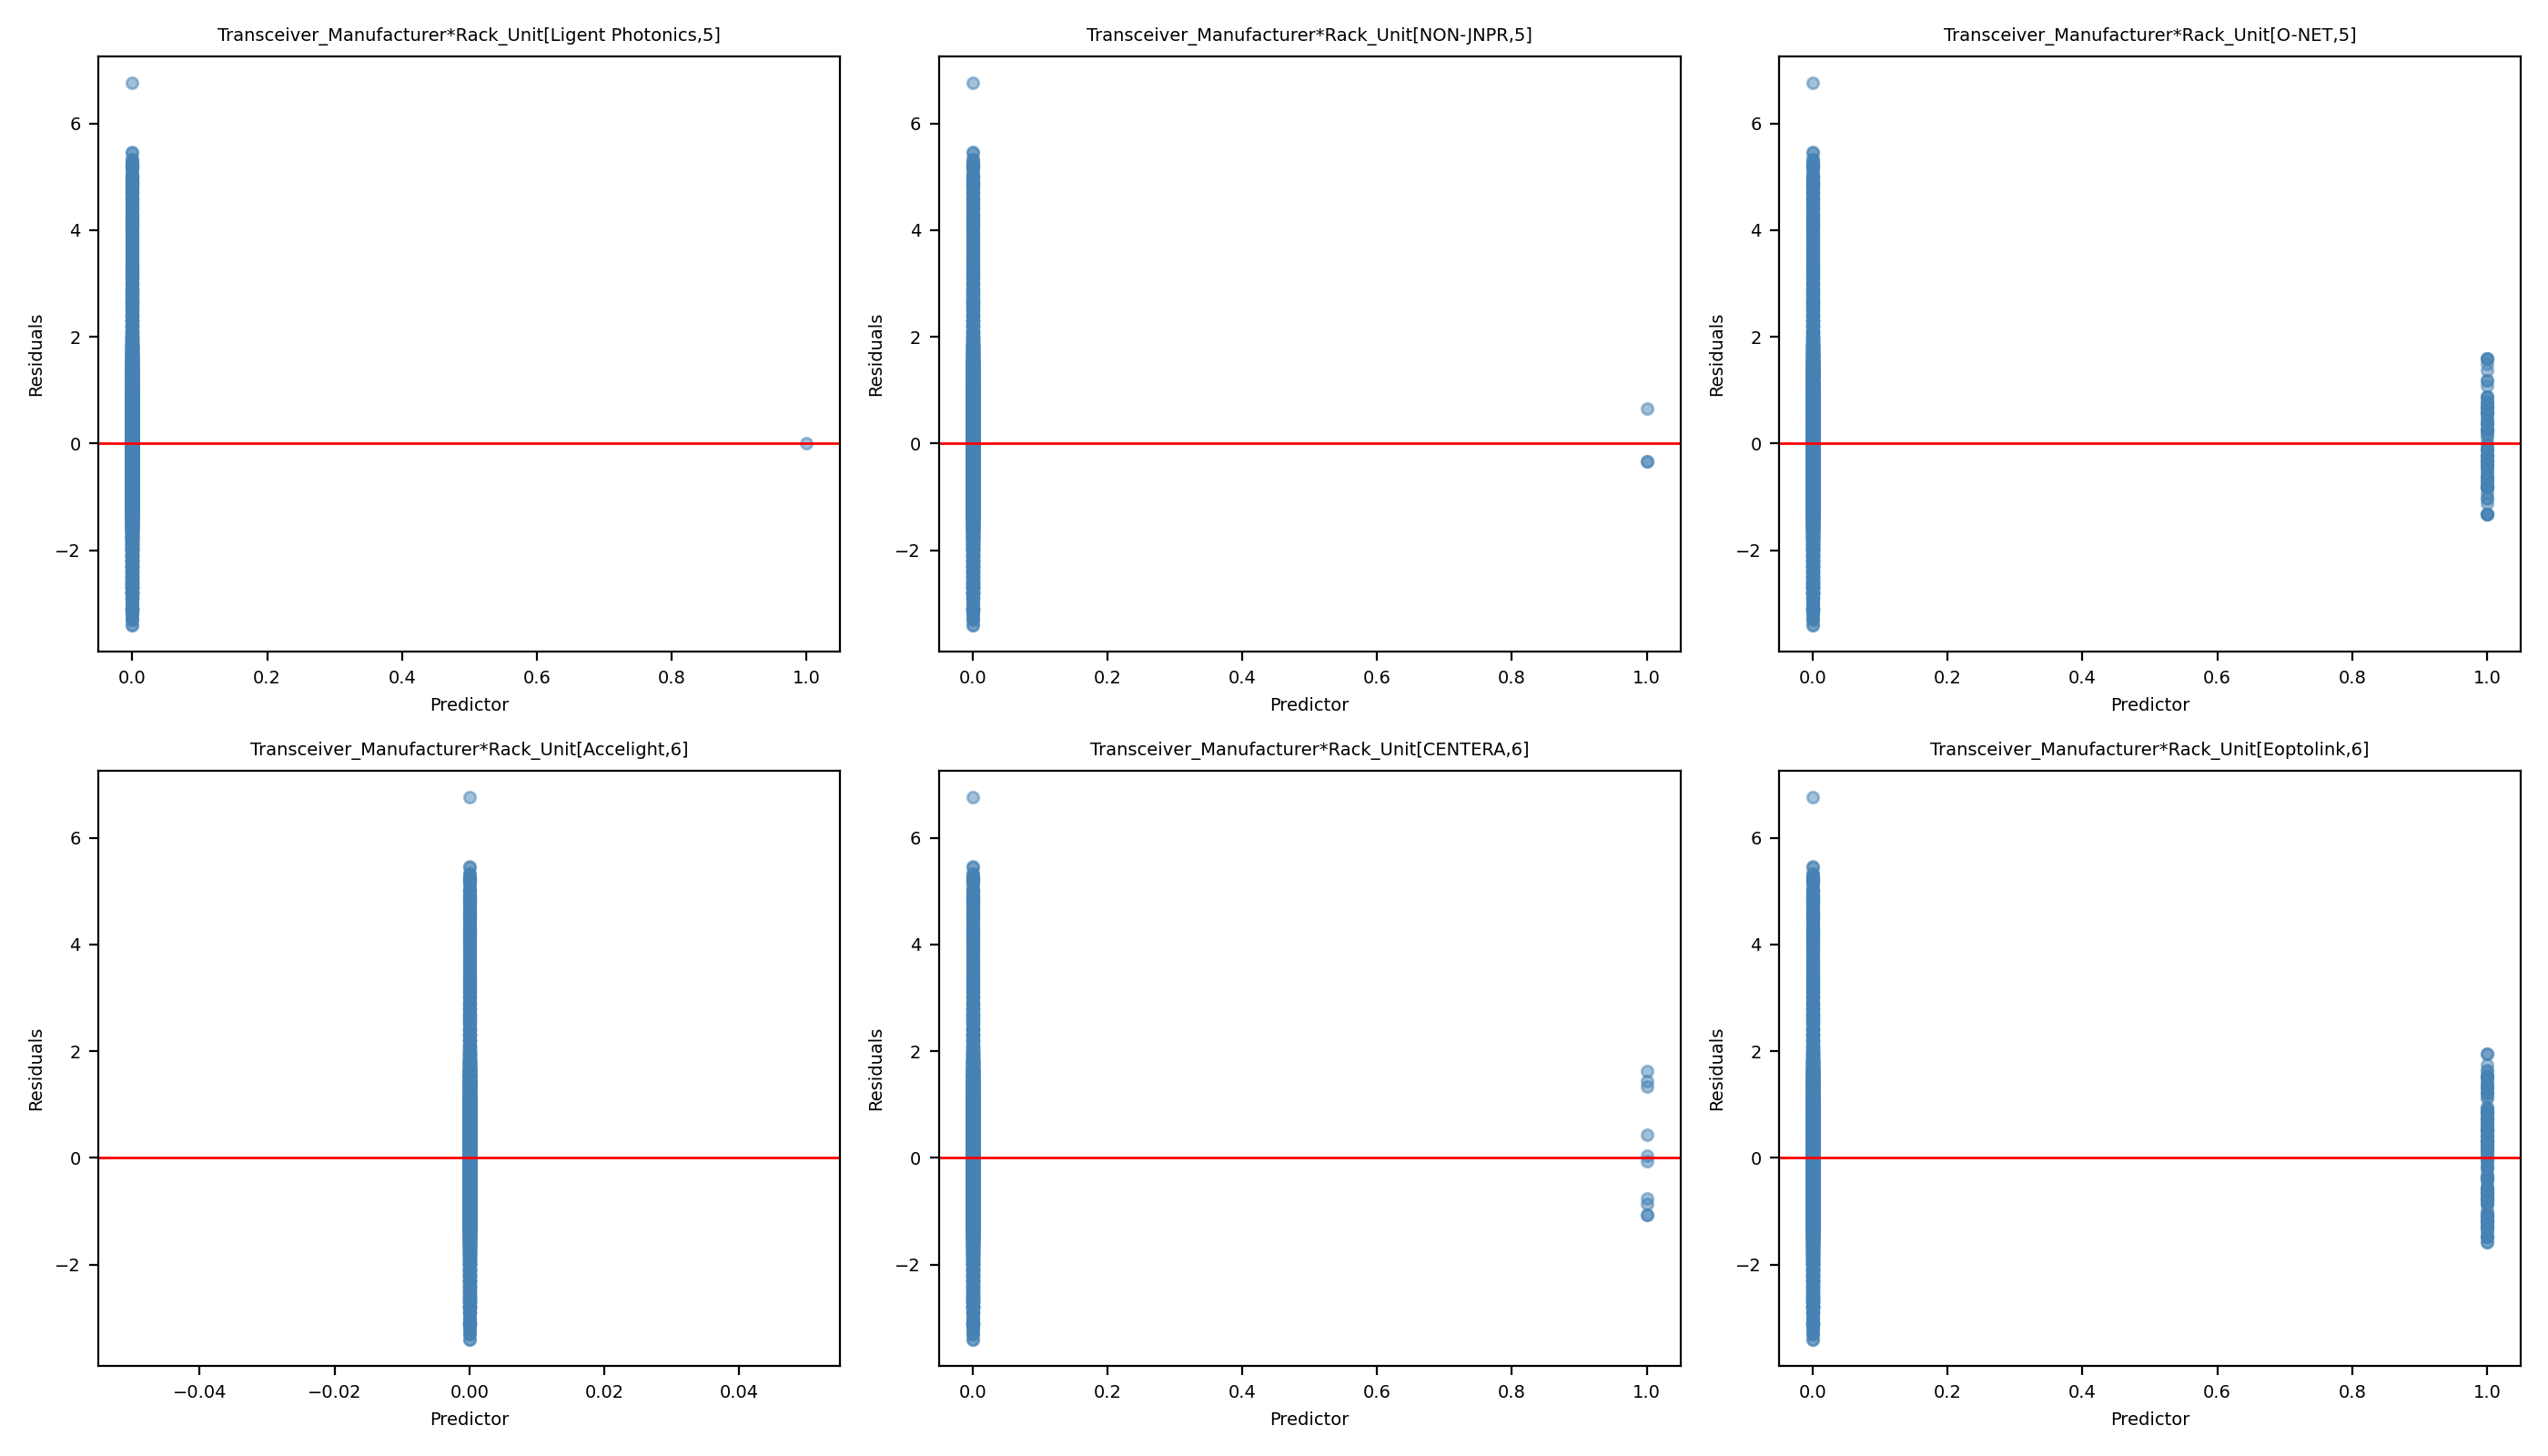 Transceiver_Manufacturer*Rack_Unit[Ligent Photonics,5]
6
4
2
0
−2
Residuals
0.0 0.2 0.4 0.6 0.8 1.0
Predictor
Transceiver_Manufacturer*Rack_Unit[NON-JNPR,5]
6
4
2
0
−2
Residuals
0.0 0.2 0.4 0.6 0.8 1.0
Predictor
Transceiver_Manufacturer*Rack_Unit[O-NET,5]
6
4
2
0
−2
Residuals
0.0 0.2 0.4 0.6 0.8 1.0
Predictor
Transceiver_Manufacturer*Rack_Unit[Accelight,6]
6
4
2
0
−2
Residuals
−0.04 −0.02 0.00 0.02 0.04
Predictor
Transceiver_Manufacturer*Rack_Unit[CENTERA,6]
6
4
2
0
−2
Residuals
0.0 0.2 0.4 0.6 0.8 1.0
Predictor
Transceiver_Manufacturer*Rack_Unit[Eoptolink,6]
6
4
2
0
−2
Residuals
0.0 0.2 0.4 0.6 0.8 1.0
Predictor